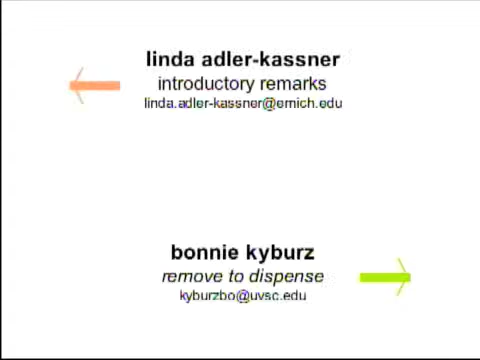 linda adler-kassner
introductory remarks
linda.adler-kassner@emich.edu
bonnie kyburz
remove to dispense
kyburzbo@uvsc.edu